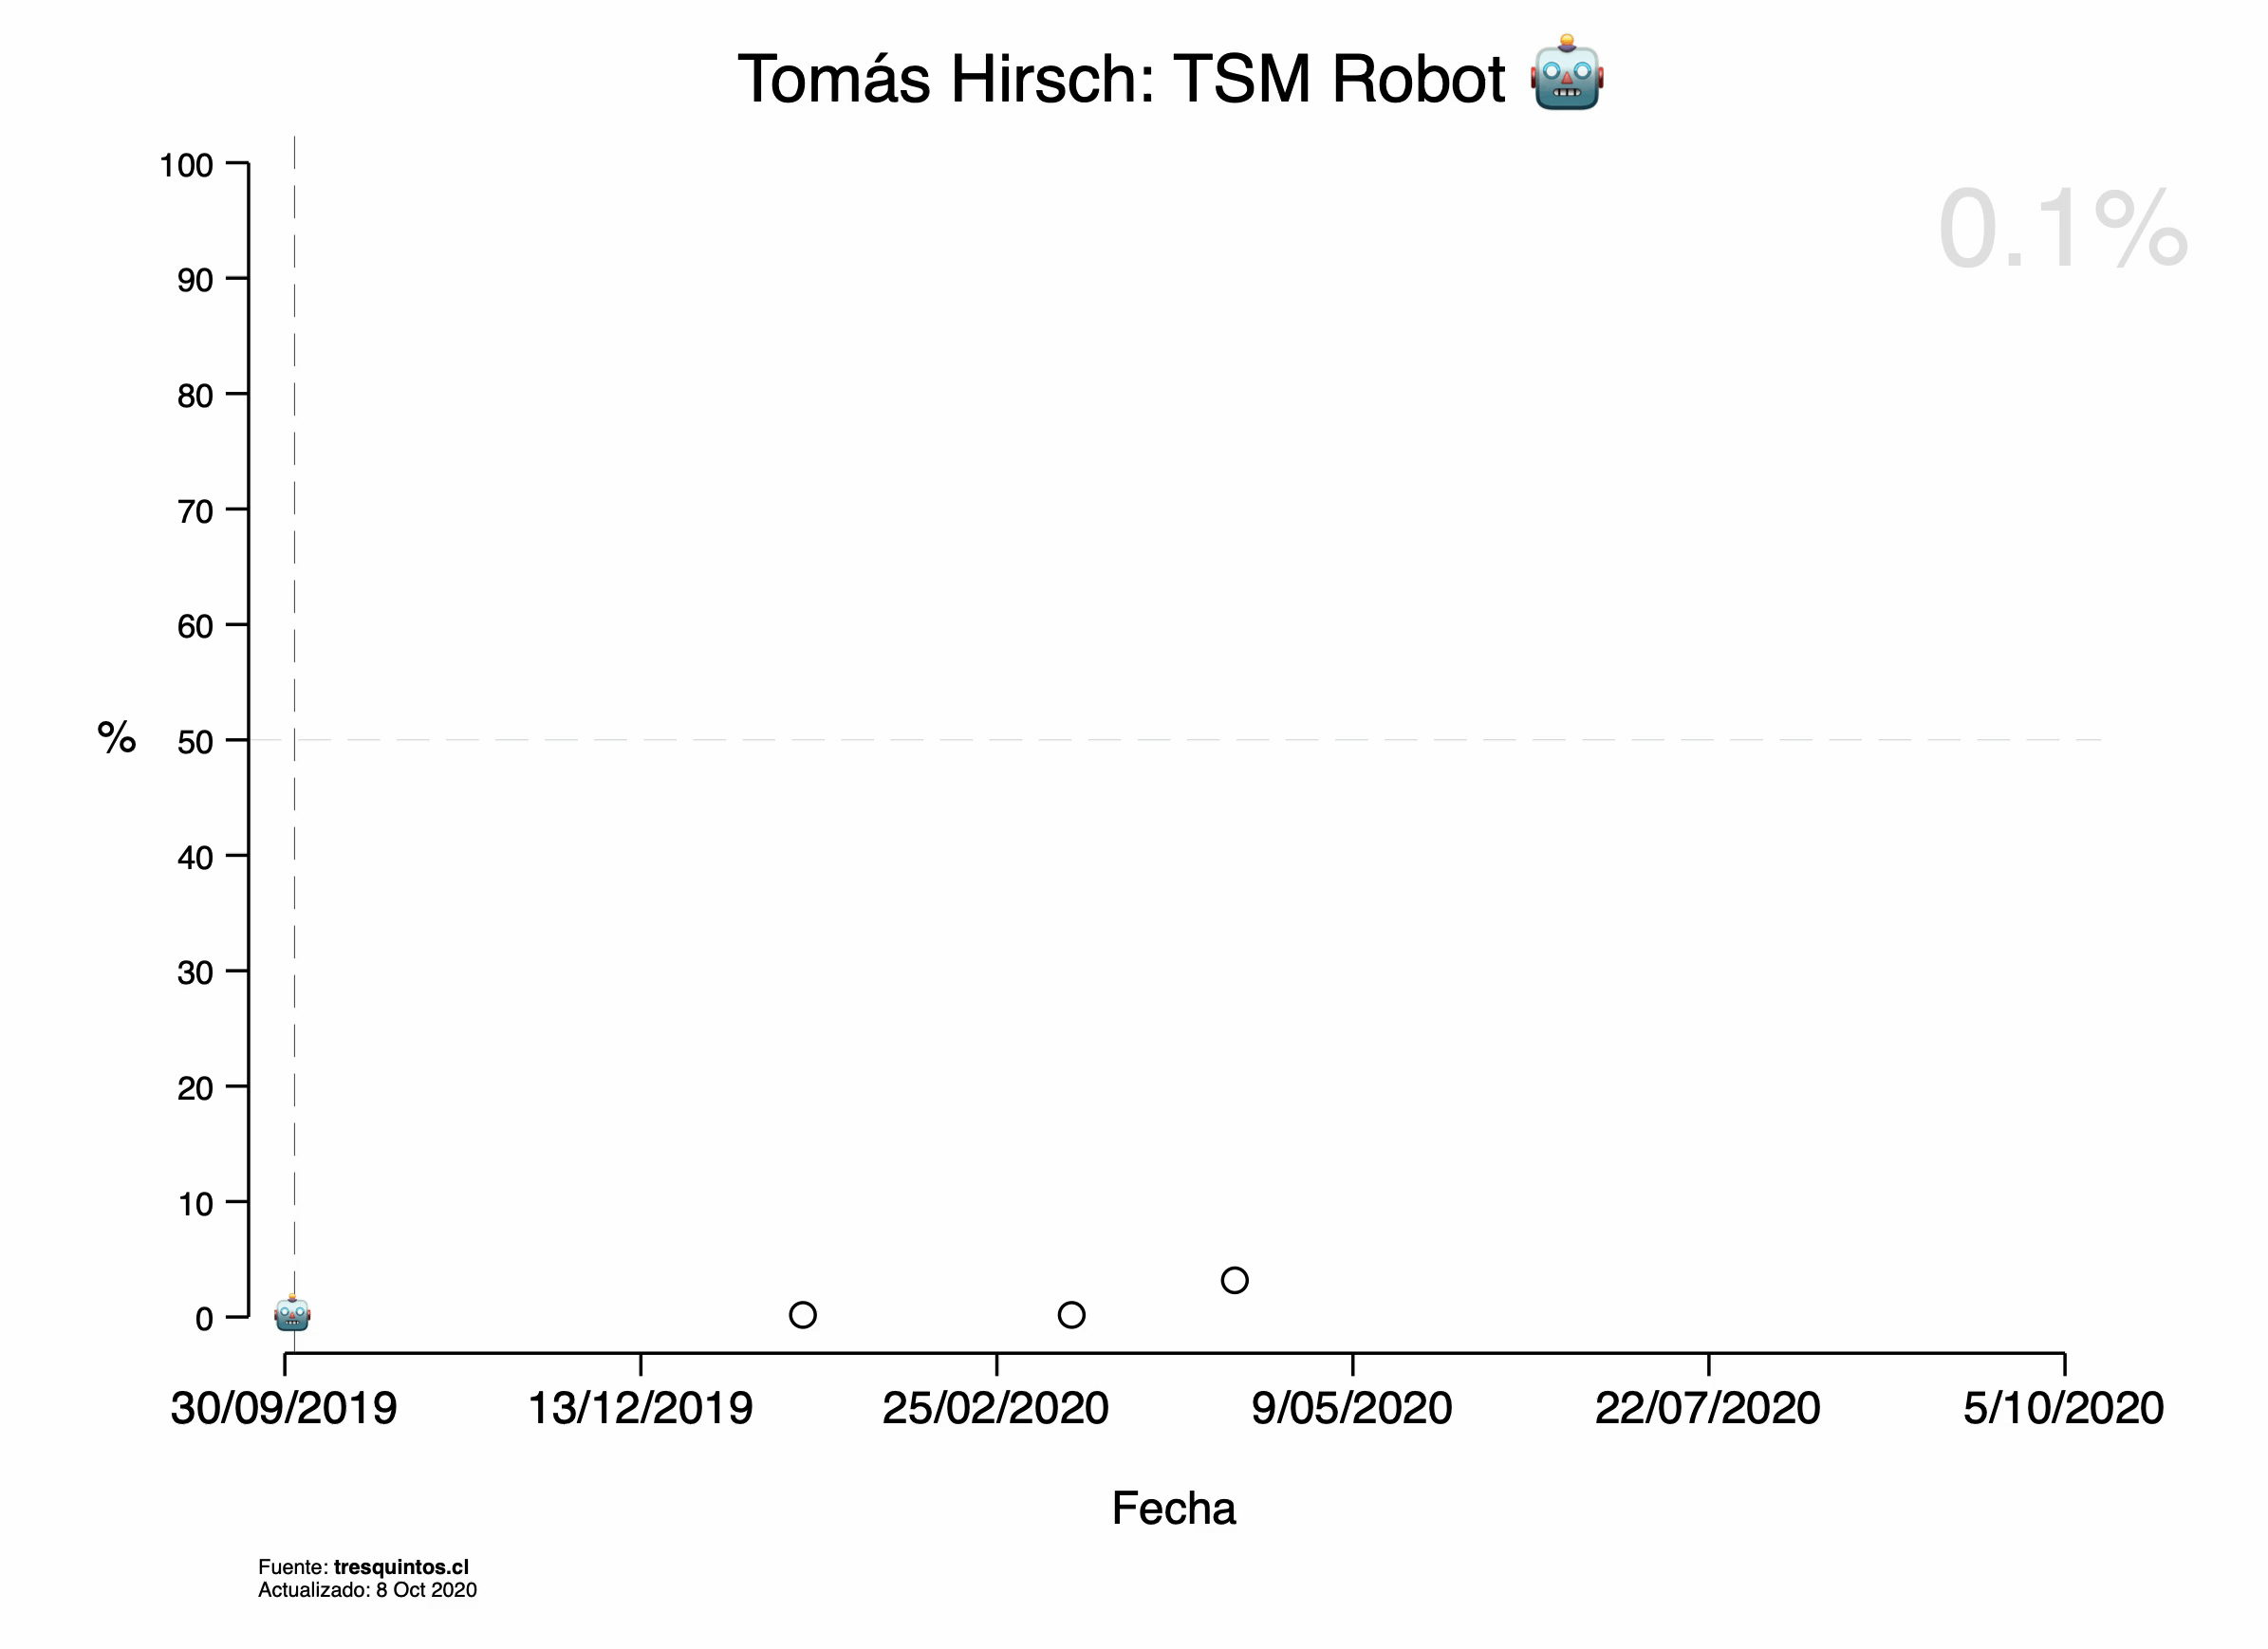 Tomás Hirsch: TSM Robot 🤖
0.1%
100
90
80
70
60
50
40
30
20
10
0
%
30/09/2019 13/12/2019 25/02/2020 9/05/2020 22/07/2020 5/10/2020
Fecha
Fuente: tresquintos.cl
Actualizado: 8 Oct 2020